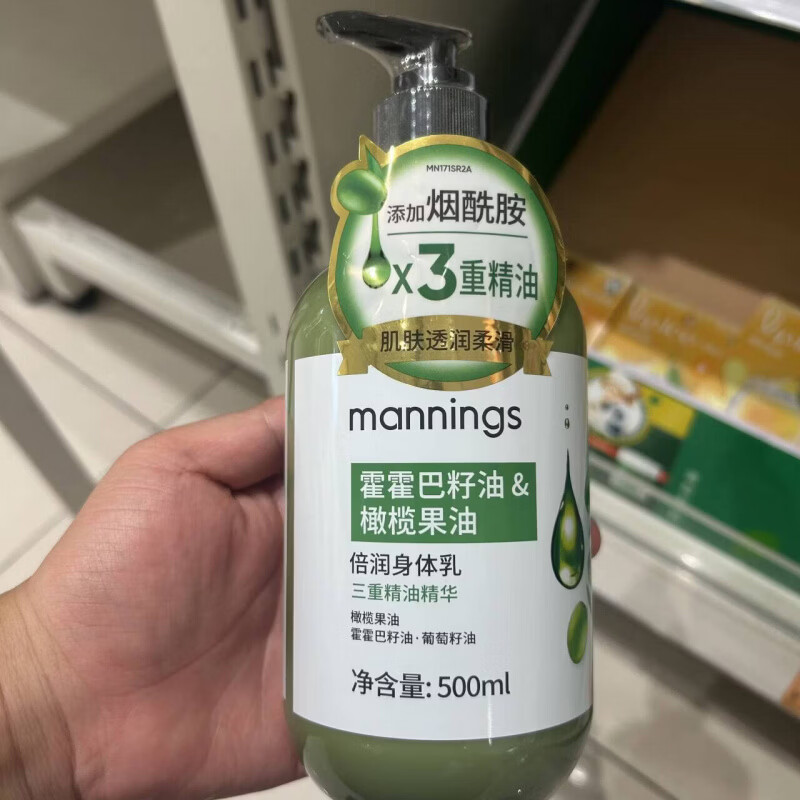 MN171SR2A
添加烟酰胺
x3重精油
肌肤透润柔滑
mannings
霍霍巴籽油 &
橄榄果油
倍润身体乳
三重精油精华
橄榄果油
霍霍巴籽油·葡萄籽油
净含量: 500ml